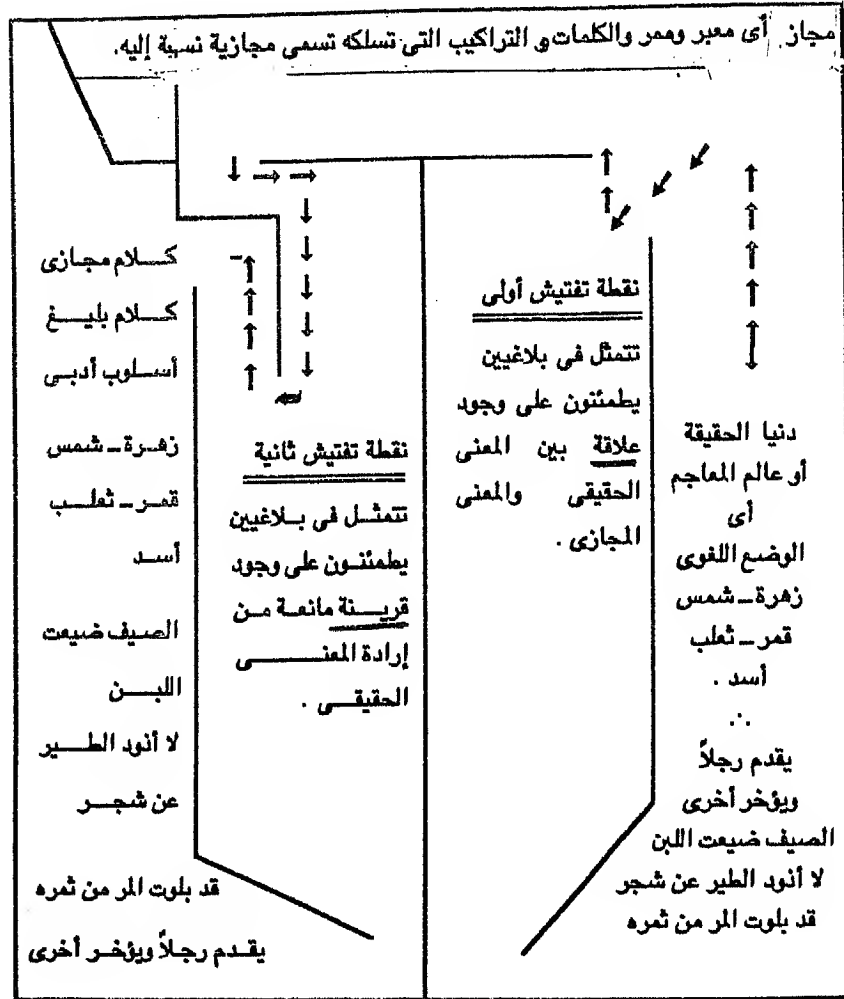 مجاز أى معبر وممر والكلمات و التراكيب التى تسلكه تسمى مجازية نسبة إليه.
دنيا الحقيقة
أو عالم المعاجم
أى
الوضع اللغوى
زهرة ـ شمس
قمر ـ ثعلب
أسد .
∴
يقدم رجلاً
ويؤخر أخرى
الصيف ضيعت اللبن
لا أنود الطير عن شجر
قد بلوت المر من ثمره
نقطة تفتيش أولى
تتمثل فى بلاغيين
يطمئنون على وجود
علاقة بين المعنى
الحقيقى والمعنى
المجازى .
نقطة تفتيش ثانية
تتمثل فى بلاغيين
يطمئنون على وجود
قرينة مانعة من
إرادة المعنى
الحقيقى .
كلام مجازى
كلام بليغ
أسلوب أدبى
زهرة ـ شمس
قمر ـ ثعلب
أسد
الصيف ضيعت
اللبن
لا أنود الطير
عن شجر
قد بلوت المر من ثمره
يقدم رجلاً ويؤخر أخرى